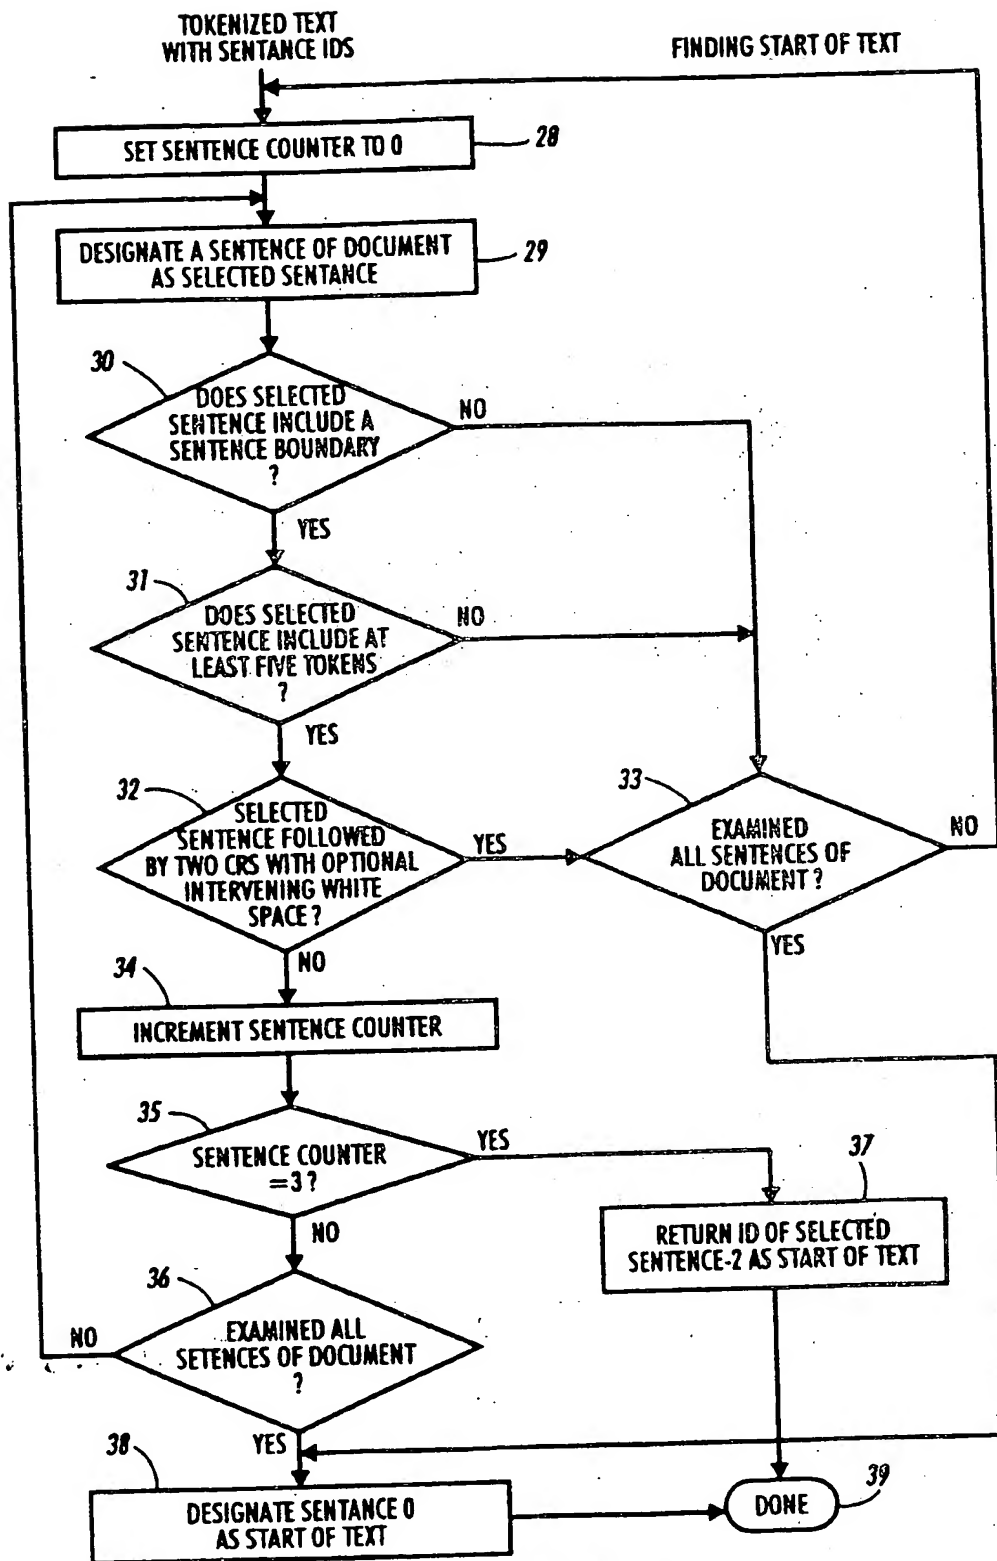 TOKENIZED TEXT
WITH SENTANCE IDS
FINDING START OF TEXT
SET SENTENCE COUNTER TO 0
28
DESIGNATE A SENTENCE OF DOCUMENT
AS SELECTED SENTANCE
29
30
DOES SELECTED
SENTENCE INCLUDE A
SENTENCE BOUNDARY
?
NO
YES
31
DOES SELECTED
SENTENCE INCLUDE AT
LEAST FIVE TOKENS
?
NO
YES
32
SELECTED
SENTENCE FOLLOWED
BY TWO CRS WITH OPTIONAL
INTERVENING WHITE
SPACE?
YES
NO
33
EXAMINED
ALL SENTENCES OF
DOCUMENT?
NO
YES
34
INCREMENT SENTENCE COUNTER
35
SENTENCE COUNTER
=3?
YES
NO
37
RETURN ID OF SELECTED
SENTENCE-2 AS START OF TEXT
36
EXAMINED ALL
SETENCES OF DOCUMENT
?
NO
YES
38
DESIGNATE SENTANCE 0
AS START OF TEXT
DONE
39